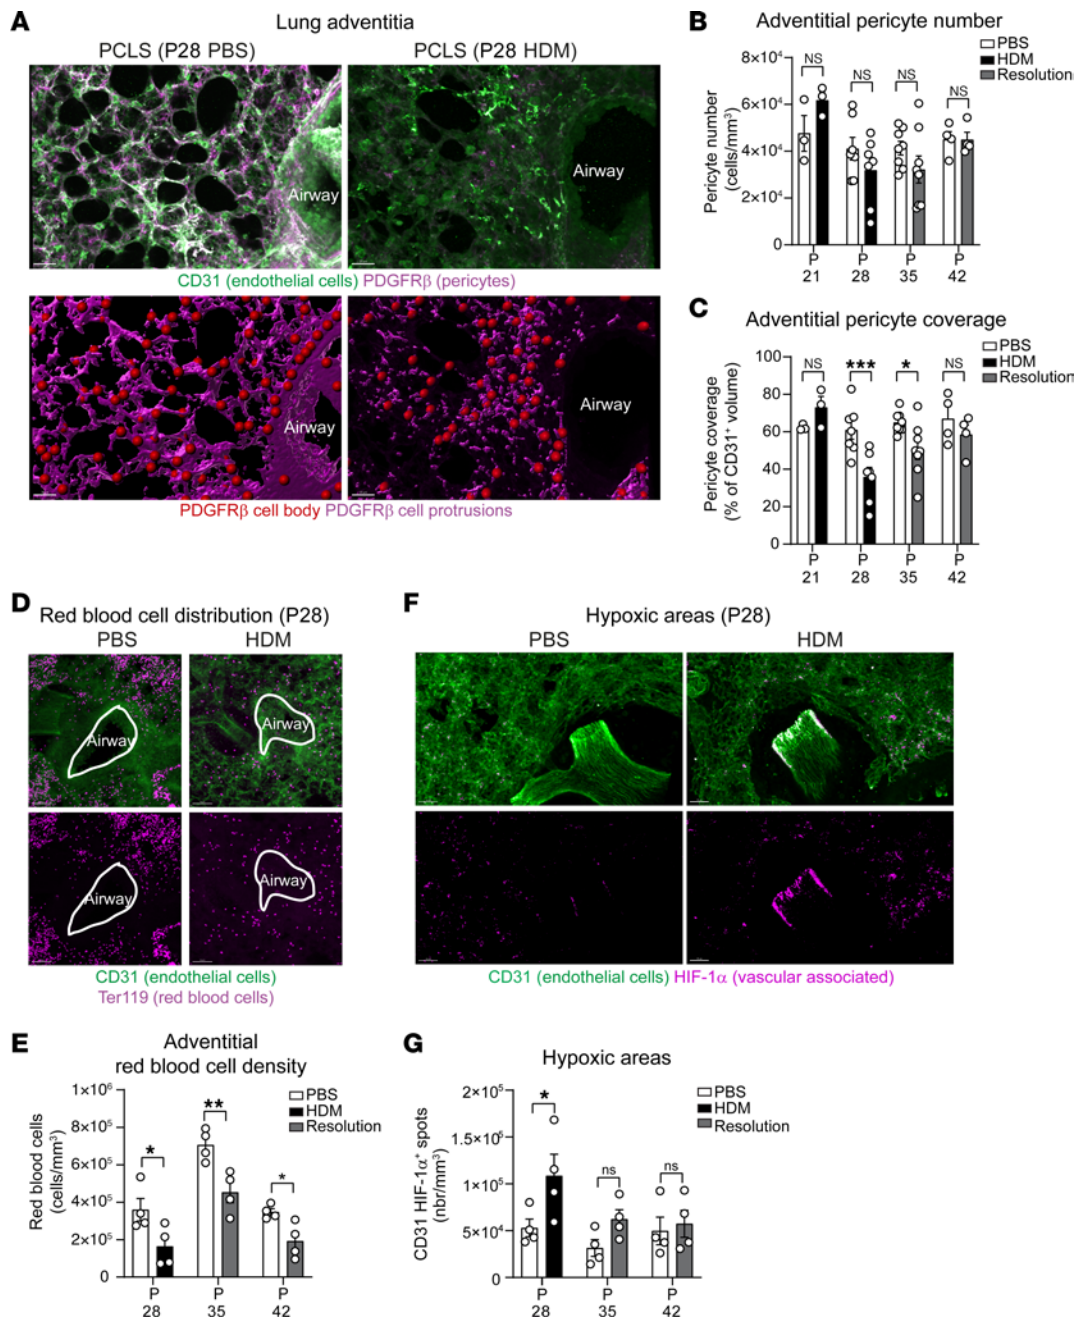 A
Lung adventitia
PCLS (P28 PBS)
PCLS (P28 HDM)
Airway
Airway
CD31 (endothelial cells) PDGFRβ (pericytes)
Airway
Airway
PDGFRβ cell body PDGFRβ cell protrusions
B
Adventitial pericyte number
PBS
HDM
Resolution
Pericyte number
(cells/mm³)
8×10⁴
6×10⁴
4×10⁴
2×10⁴
0
NS
NS
NS
NS
P
21
P
28
P
35
P
42
C
Adventitial pericyte coverage
PBS
HDM
Resolution
Pericyte coverage
(% of CD31⁺ volume)
100
80
60
40
20
0
NS
***
*
NS
P
21
P
28
P
35
P
42
D
Red blood cell distribution (P28)
PBS
HDM
Airway
Airway
Airway
Airway
CD31 (endothelial cells)
Ter119 (red blood cells)
F
Hypoxic areas (P28)
PBS
HDM
CD31 (endothelial cells) HIF-1α (vascular associated)
E
Adventitial
red blood cell density
PBS
HDM
Resolution
Red blood cells
(cells/mm³)
1×10⁶
8×10⁵
6×10⁵
4×10⁵
2×10⁵
0
*
**
*
P
28
P
35
P
42
G
Hypoxic areas
PBS
HDM
Resolution
CD31 HIF-1α⁺ spots
(nbr/mm³)
2×10⁵
1×10⁵
1×10⁵
5×10⁴
0
*
ns
ns
P
28
P
35
P
42